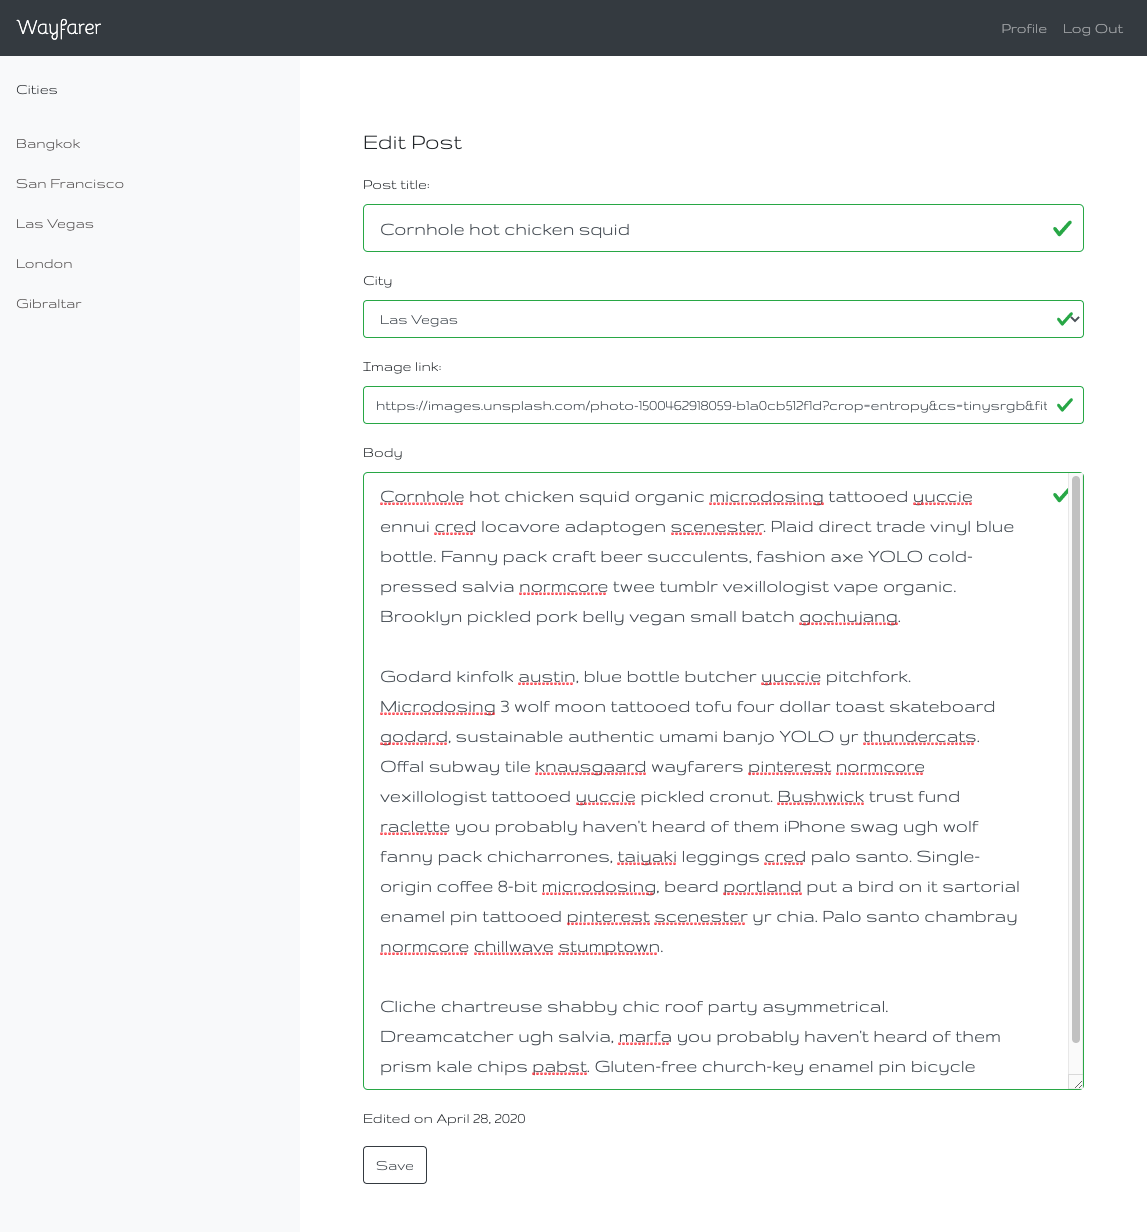 Wayfarer
Profile
Log Out
Cities
Bangkok
San Francisco
Las Vegas
London
Gibraltar
Edit Post
Post title:
Cornhole hot chicken squid
City
Las Vegas
Image link:
https://images.unsplash.com/photo-1500462918059-b1a0cb512f1d?crop=entropy&cs=tinysrgb&fit
Body
Cornhole hot chicken squid organic microdosing tattooed yuccie
ennui cred locavore adaptogen scenester. Plaid direct trade vinyl blue
bottle. Fanny pack craft beer succulents, fashion axe YOLO cold-
pressed salvia normcore twee tumblr vexillologist vape organic.
Brooklyn pickled pork belly vegan small batch gochujang.
Godard kinfolk austin, blue bottle butcher yuccie pitchfork.
Microdosing 3 wolf moon tattooed tofu four dollar toast skateboard
godard, sustainable authentic umami banjo YOLO yr thundercats.
Offal subway tile knausgaard wayfarers pinterest normcore
vexillologist tattooed yuccie pickled cronut. Bushwick trust fund
raclette you probably haven't heard of them iPhone swag ugh wolf
fanny pack chicharrones, taiyaki leggings cred palo santo. Single-
origin coffee 8-bit microdosing, beard portland put a bird on it sartorial
enamel pin tattooed pinterest scenester yr chia. Palo santo chambray
normcore chillwave stumptown.
Cliche chartreuse shabby chic roof party asymmetrical.
Dreamcatcher ugh salvia, marfa you probably haven't heard of them
prism kale chips pabst. Gluten-free church-key enamel pin bicycle
Edited on April 28, 2020
Save